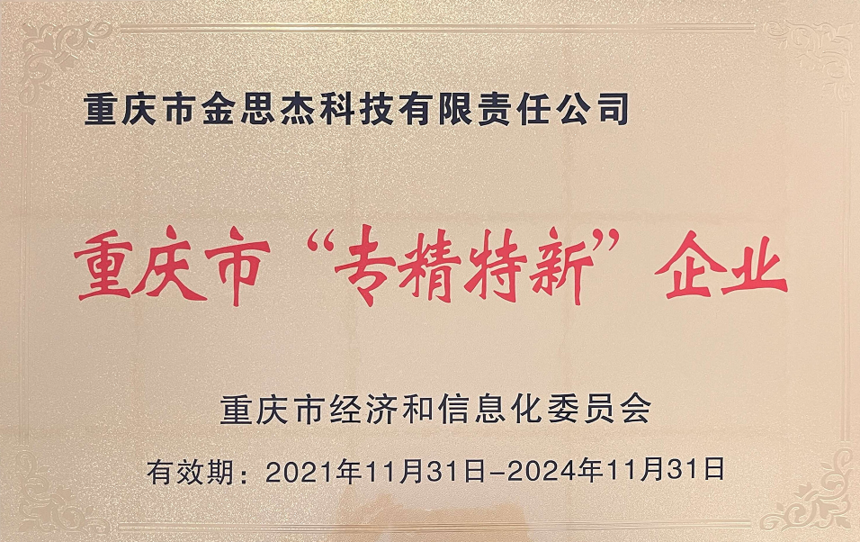 重庆市金思杰科技有限责任公司
重庆市“专精特新”企业
重庆市经济和信息化委员会
有效期：2021年11月31日-2024年11月31日